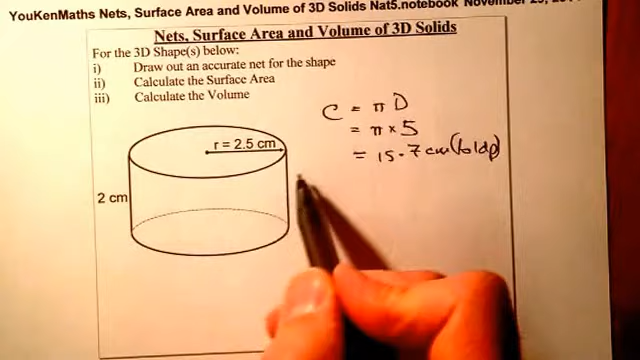 YouKenMaths Nets, Surface Area and Volume of 3D Solids Nat5.notebook November
Nets, Surface Area and Volume of 3D Solids
For the 3D Shape(s) below:
i) Draw out an accurate net for the shape
ii) Calculate the Surface Area
iii) Calculate the Volume
C = π D
= π × 5
= 15.7 cm (to 1dp)
r = 2.5 cm
2 cm